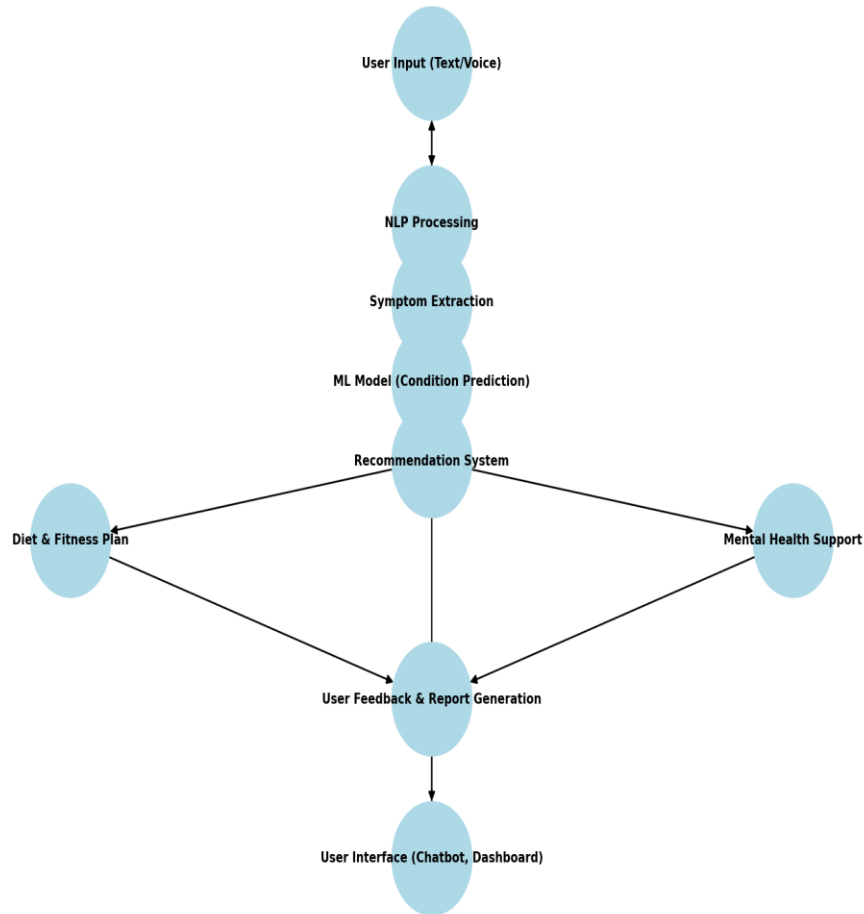 User Input (Text/Voice)
NLP Processing
Symptom Extraction
ML Model (Condition Prediction)
Recommendation System
Diet & Fitness Plan
Mental Health Support
User Feedback & Report Generation
User Interface (Chatbot, Dashboard)